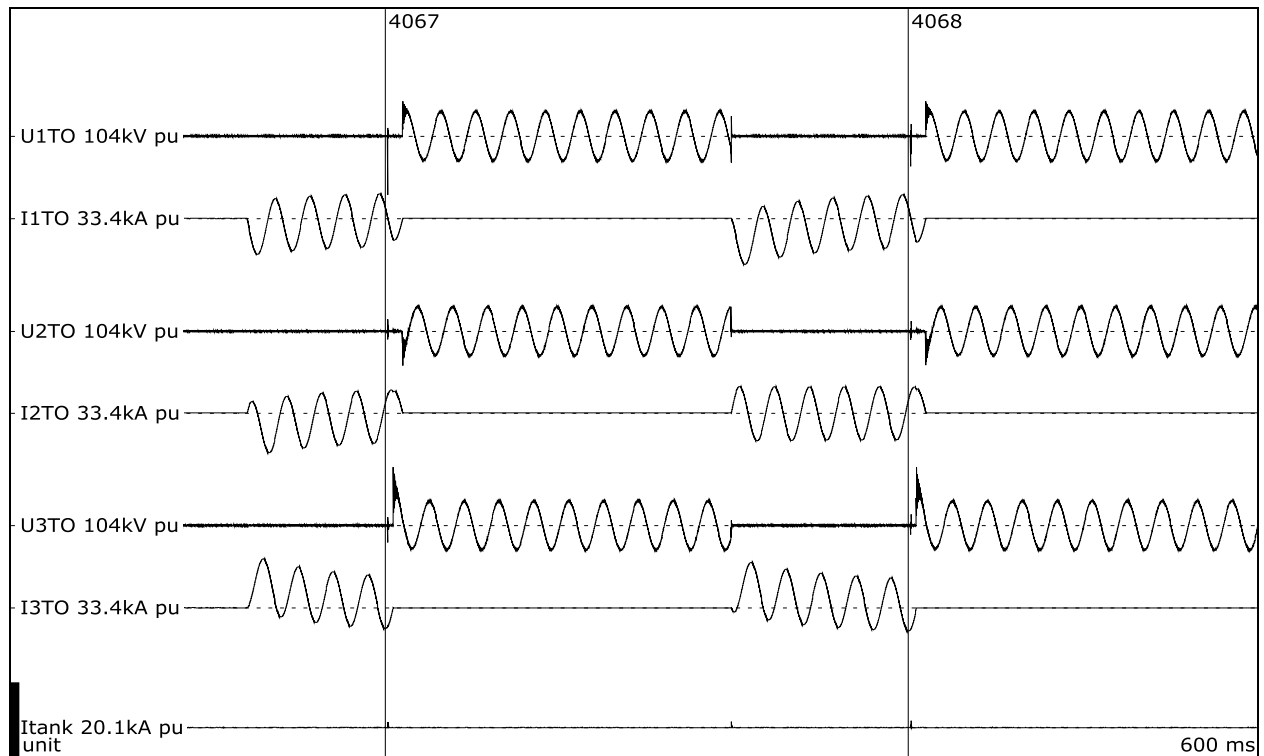 4067
4068
U1TO 104kV pu
I1TO 33.4kA pu
U2TO 104kV pu
I2TO 33.4kA pu
U3TO 104kV pu
I3TO 33.4kA pu
Itank 20.1kA pu
unit
600 ms